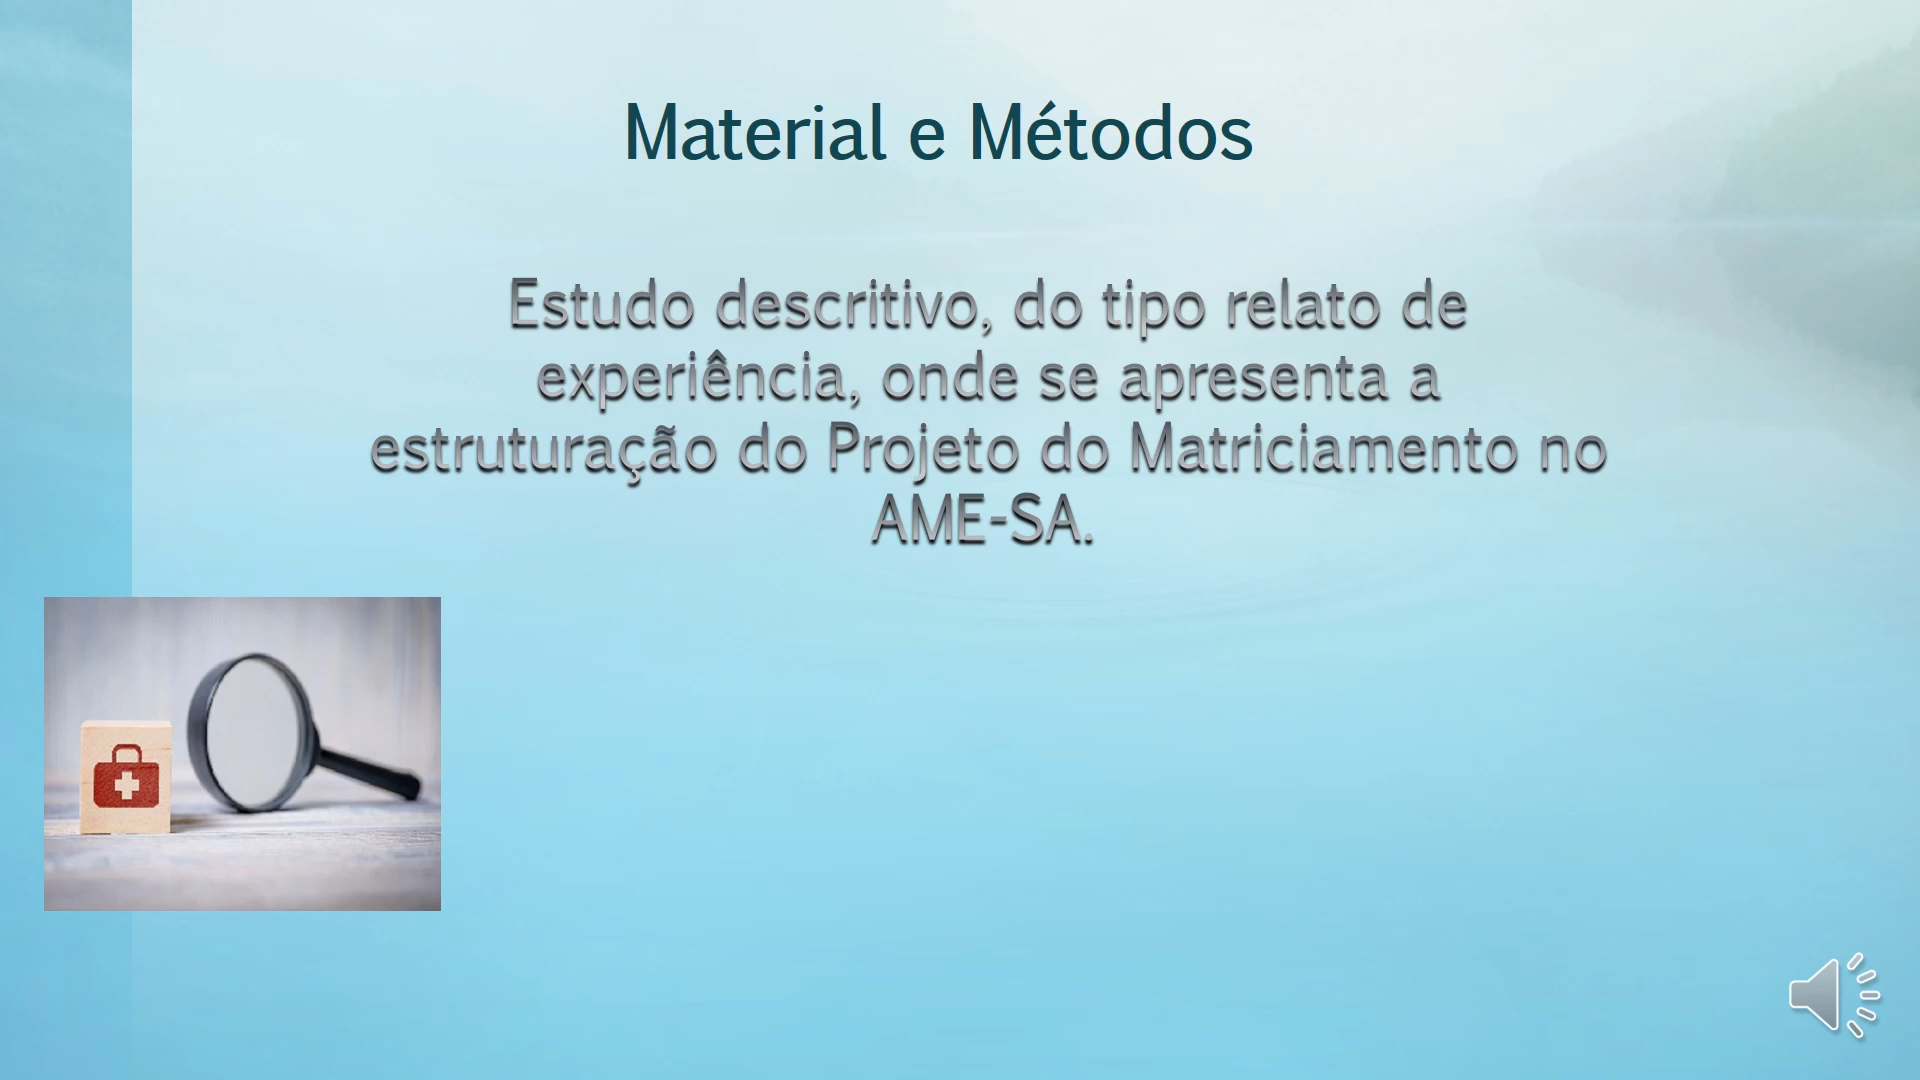 Material e Métodos
Estudo descritivo, do tipo relato de
experiência, onde se apresenta a
estruturação do Projeto do Matriciamento no
AME-SA.